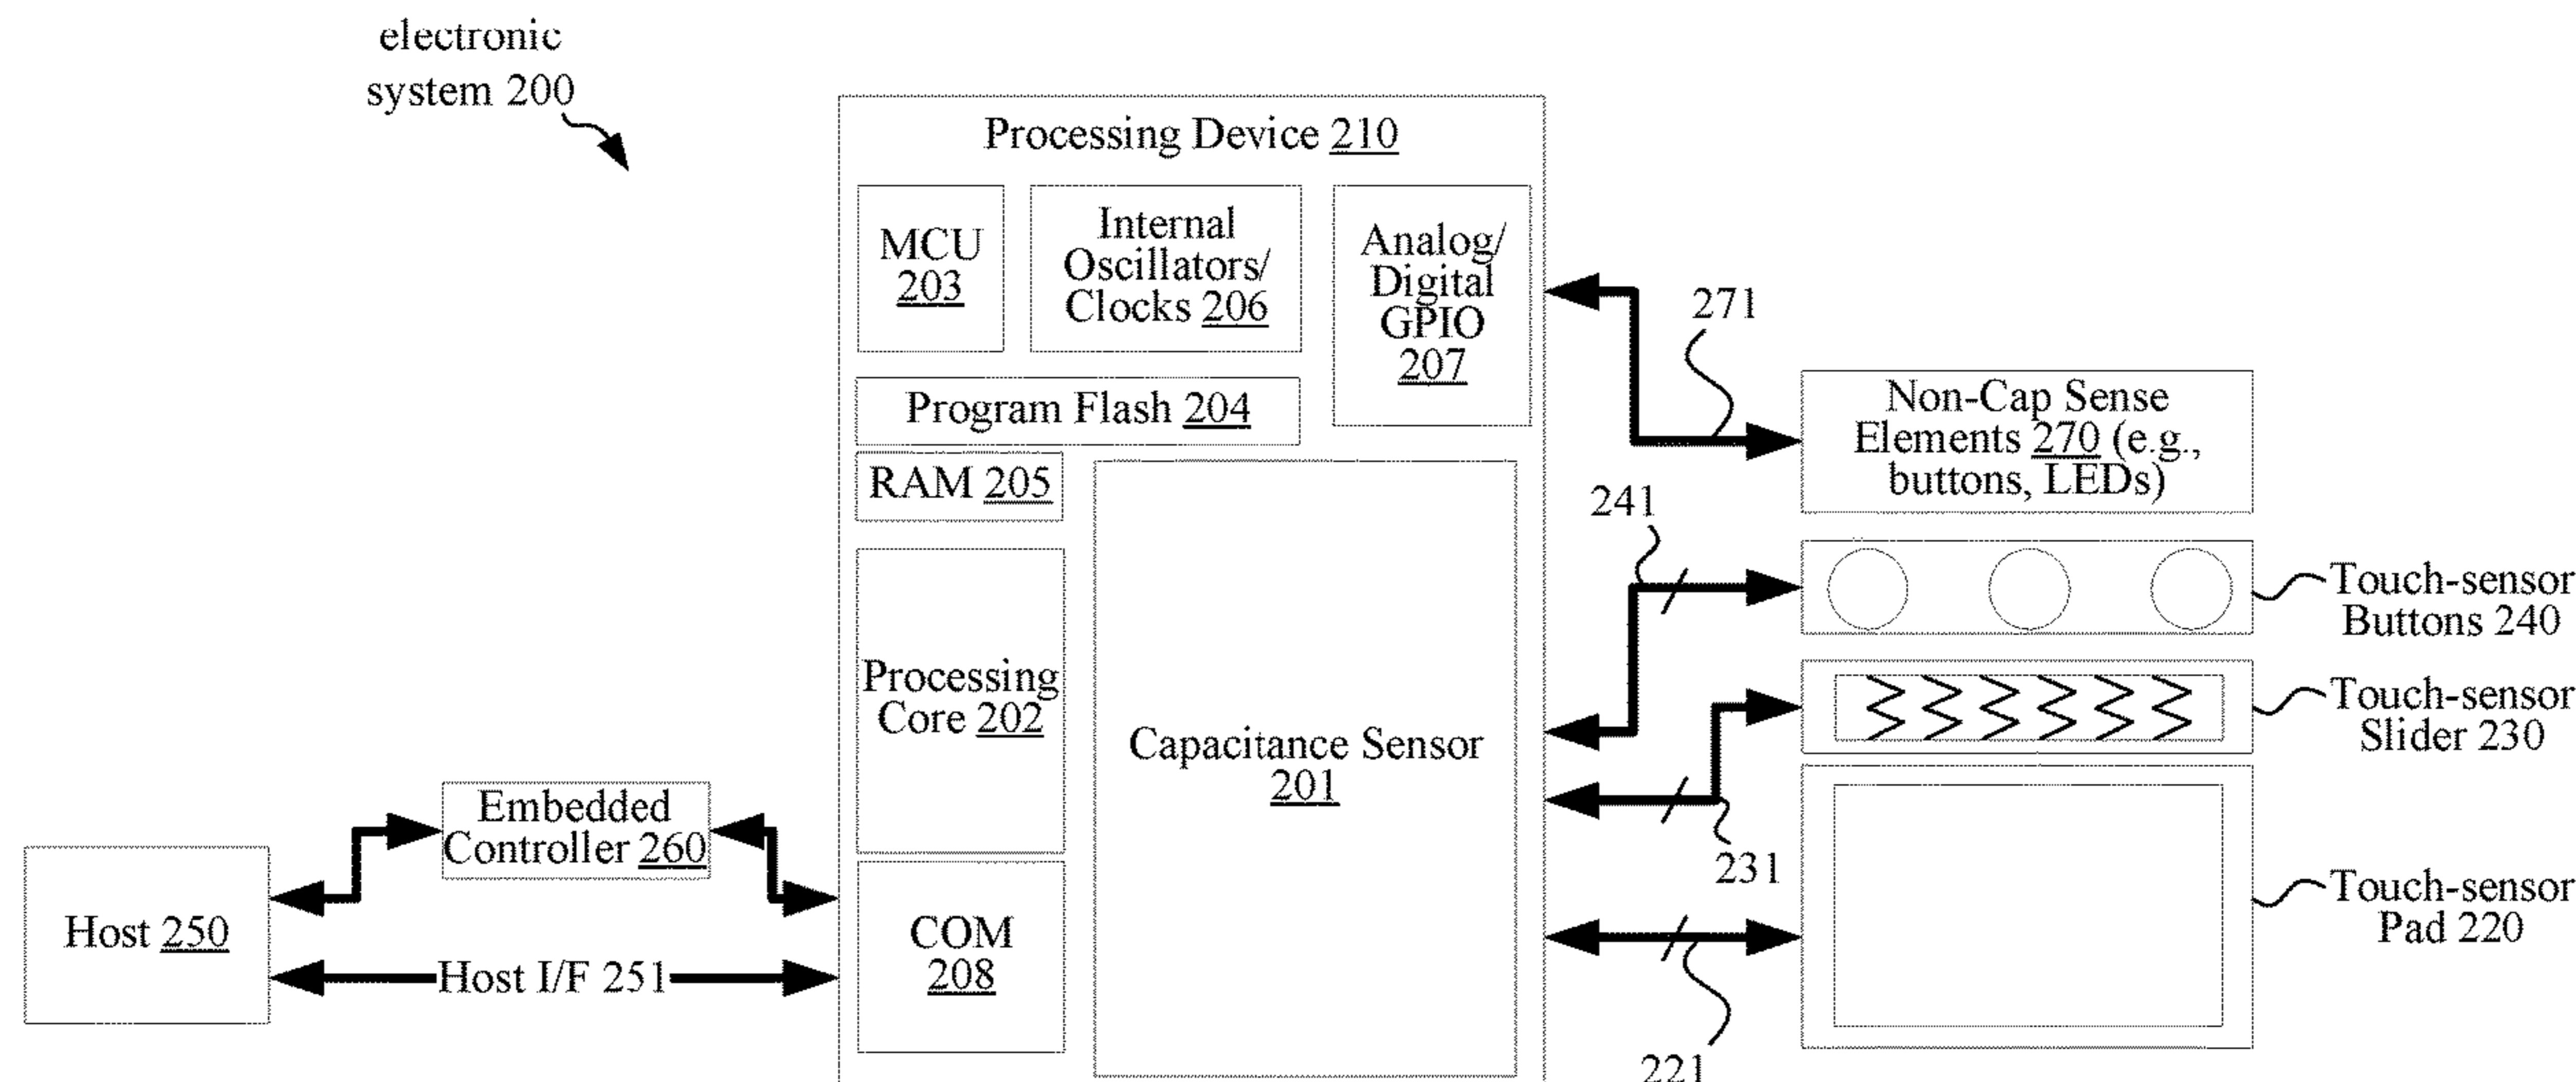 electronic
system 200
Processing Device 210
MCU
203
Internal
Oscillators/
Clocks 206
Analog/
Digital
GPIO
207
Program Flash 204
RAM 205
Processing
Core 202
Capacitance Sensor
201
COM
208
Host 250
Embedded
Controller 260
Host I/F 251
271
Non-Cap Sense
Elements 270 (e.g.,
buttons, LEDs)
241
Touch-sensor
Buttons 240
Touch-sensor
Slider 230
231
Touch-sensor
Pad 220
221